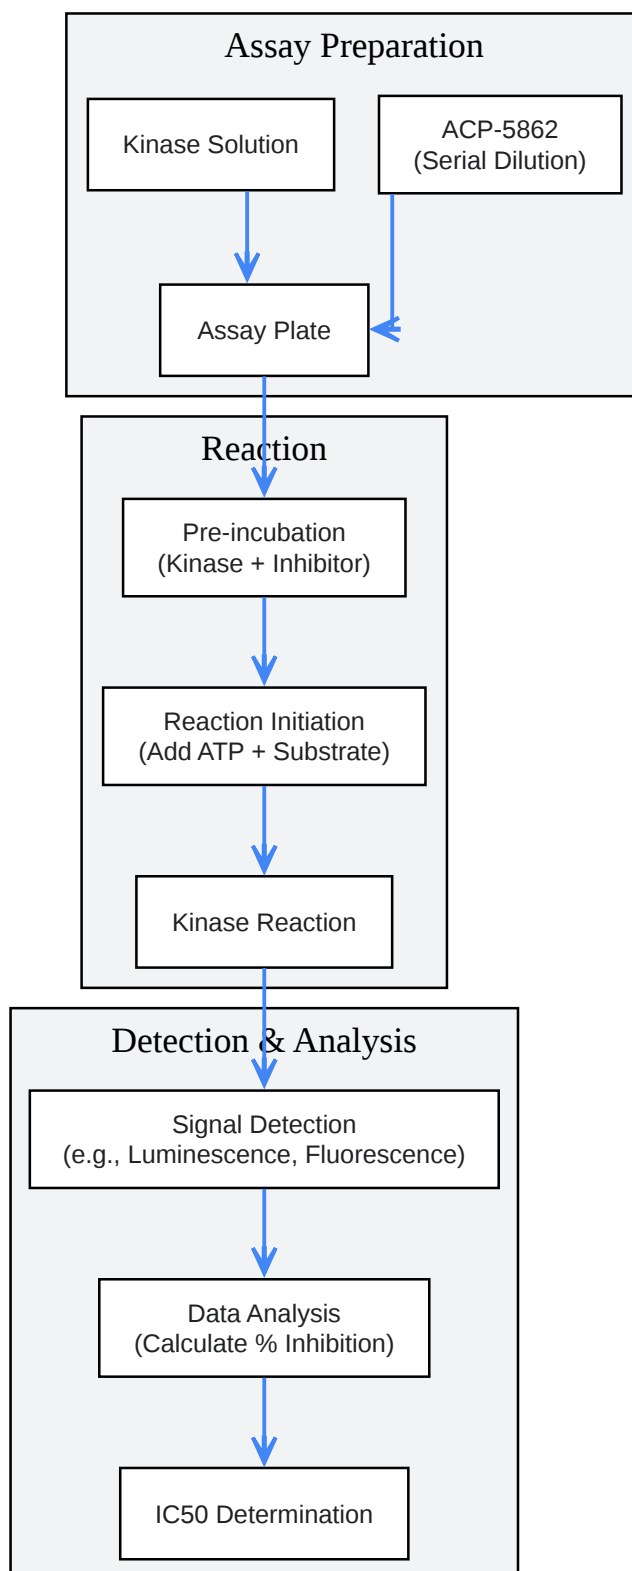 Assay Preparation
Kinase Solution
ACP-5862
(Serial Dilution)
Assay Plate
Reaction
Pre-incubation
(Kinase + Inhibitor)
Reaction Initiation
(Add ATP + Substrate)
Kinase Reaction
Detection & Analysis
Signal Detection
(e.g., Luminescence, Fluorescence)
Data Analysis
(Calculate % Inhibition)
IC50 Determination